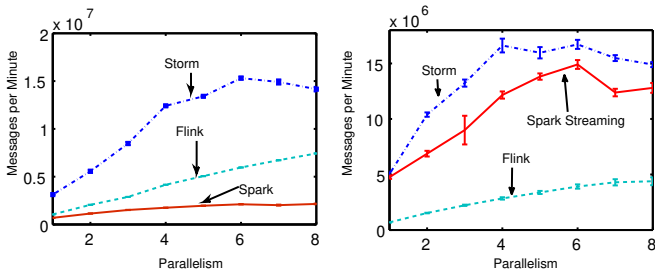 x 10^7
Messages per Minute
2
1.5
1
0.5
0
Storm
Flink
Spark
2
4
6
8
Parallelism
x 10^6
Messages per Minute
15
10
5
0
Storm
Spark Streaming
Flink
2
4
6
8
Parallelism